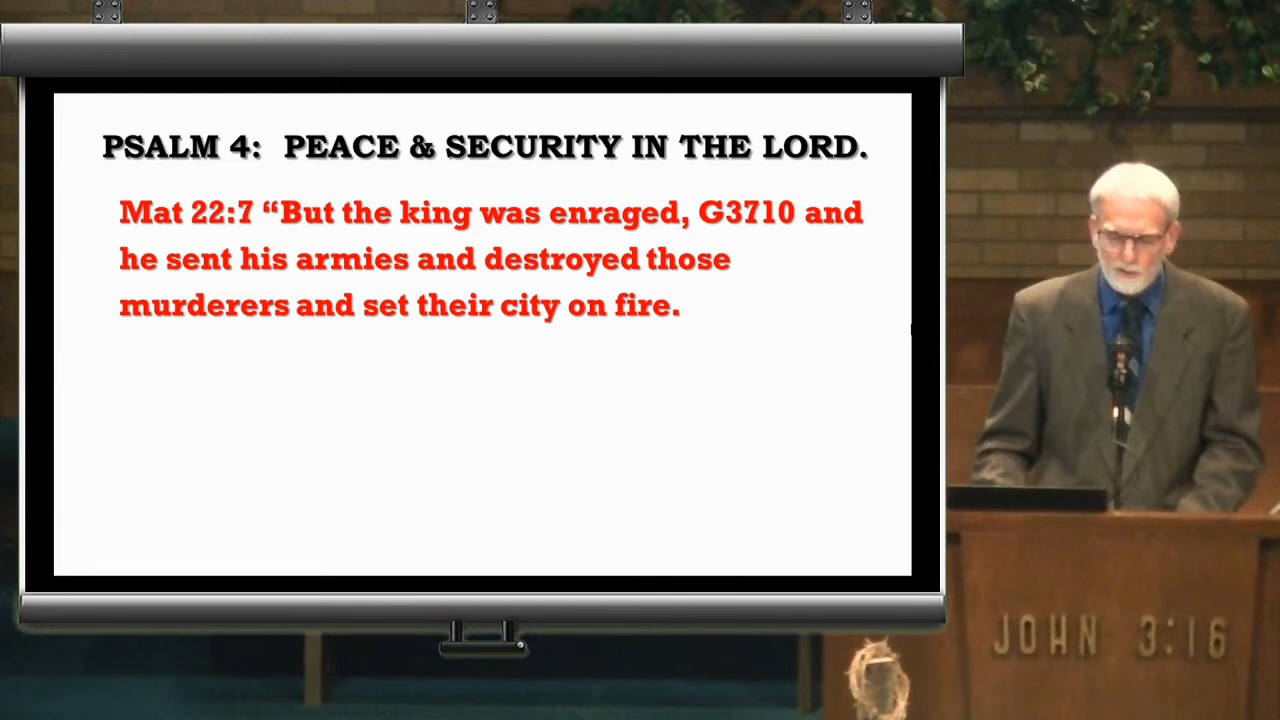 PSALM 4: PEACE & SECURITY IN THE LORD.
Mat 22:7 “But the king was enraged, G3710 and
he sent his armies and destroyed those
murderers and set their city on fire.
JOHN 3:16